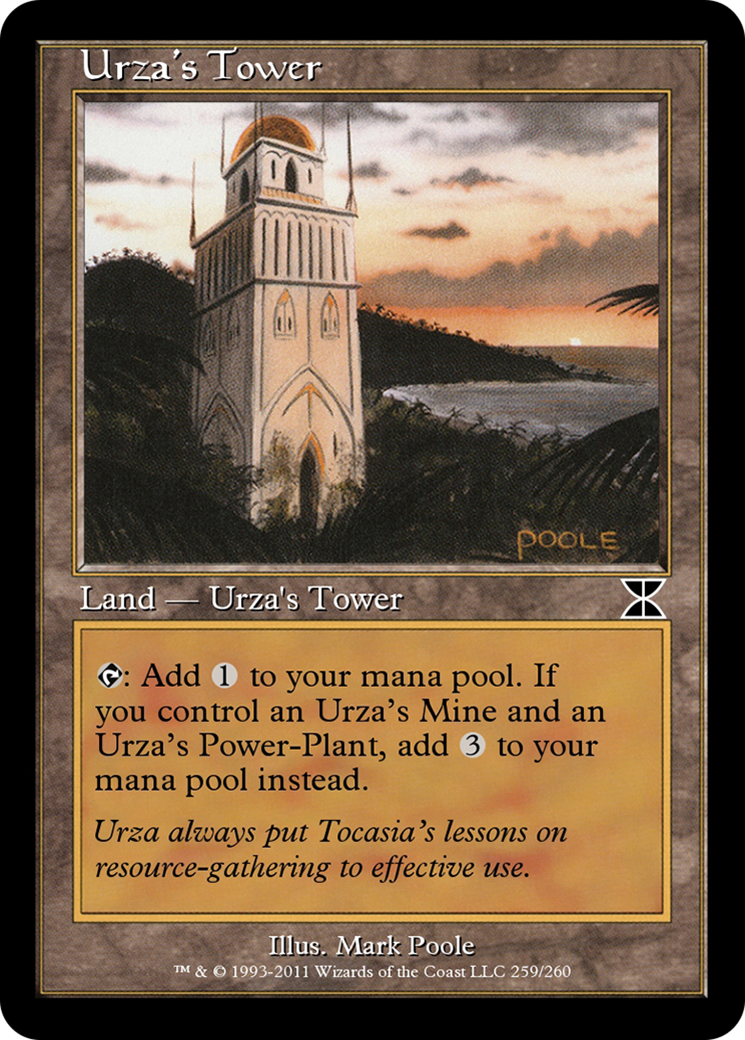 Urza's Tower
POOLE
Land — Urza's Tower
: Add 1 to your mana pool. If
you control an Urza's Mine and an
Urza's Power-Plant, add 3 to your
mana pool instead.
Urza always put Tocasia's lessons on
resource-gathering to effective use.
Illus. Mark Poole
™ & © 1993-2011 Wizards of the Coast LLC 259/260